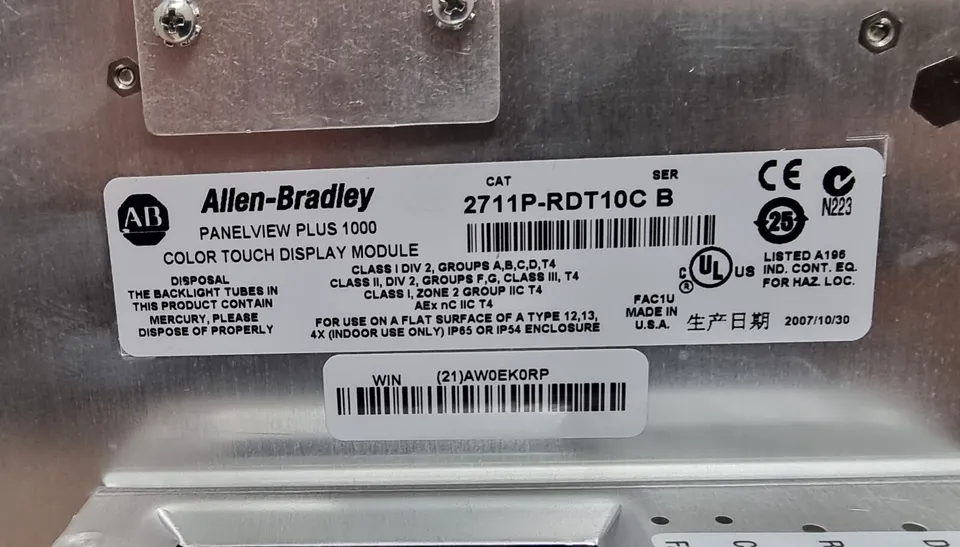 AB
Allen-Bradley
PANELVIEW PLUS 1000
COLOR TOUCH DISPLAY MODULE
CAT
SER
2711P-RDT10C B
CE
N223
25
DISPOSAL
THE BACKLIGHT TUBES IN
THIS PRODUCT CONTAIN
MERCURY, PLEASE
DISPOSE OF PROPERLY
CLASS I DIV 2, GROUPS A,B,C,D,T4
CLASS II, DIV 2, GROUPS F,G, CLASS III, T4
CLASS I, ZONE 2 GROUP IIC T4
AEx nC IIC T4
FOR USE ON A FLAT SURFACE OF A TYPE 12,13,
4X (INDOOR USE ONLY) IP65 OR IP54 ENCLOSURE
C UL US
®
LISTED A196
IND. CONT. EQ.
FOR HAZ. LOC.
FAC1U
MADE IN
U.S.A.
生产日期 2007/10/30
WIN (21)AW0EK0RP